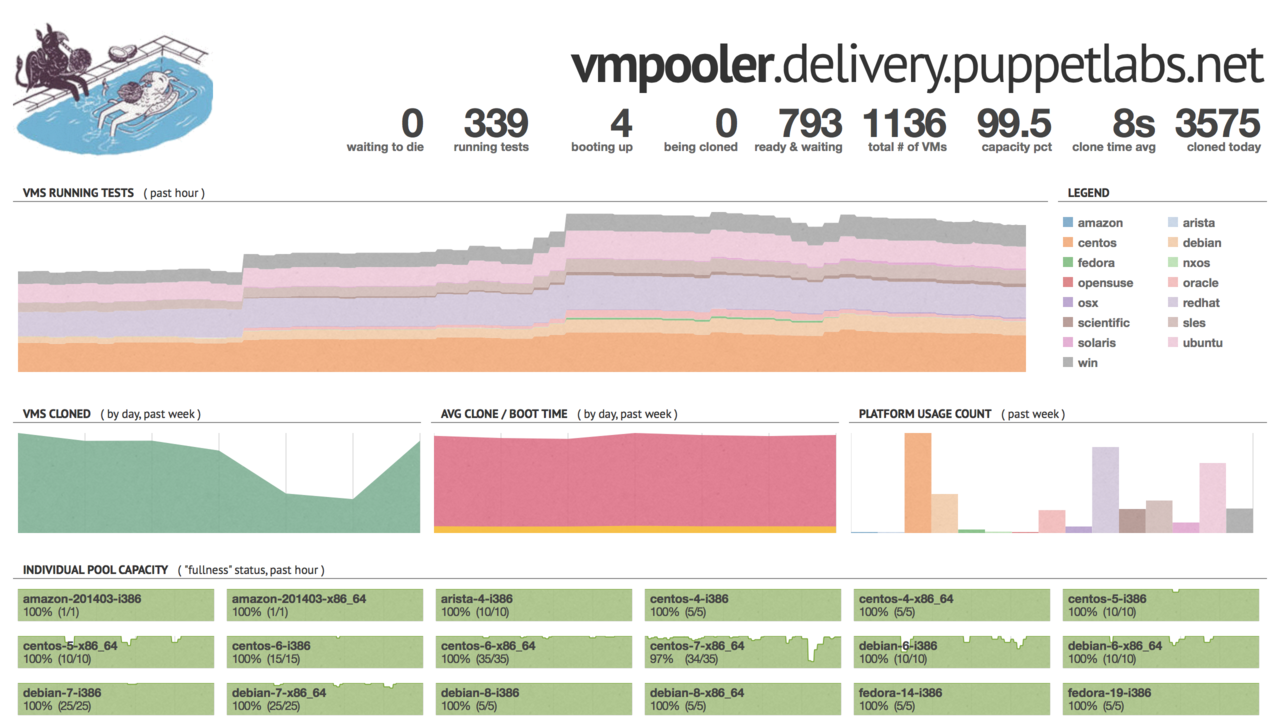 vmpooler.delivery.puppetlabs.net
0 339 4 0 793 1136 99.5 8s 3575
waiting to die running tests booting up being cloned ready & waiting total # of VMs capacity pct clone time avg cloned today
VMS RUNNING TESTS ( past hour )
LEGEND
amazon arista
centos debian
fedora nxos
opensuse oracle
osx redhat
scientific sles
solaris ubuntu
win
VMS CLONED ( by day, past week )
AVG CLONE / BOOT TIME ( by day, past week )
PLATFORM USAGE COUNT ( past week )
INDIVIDUAL POOL CAPACITY ( "fullness" status, past hour )
amazon-201403-i386 amazon-201403-x86_64 arista-4-i386 centos-4-i386 centos-4-x86_64 centos-5-i386
100% (1/1) 100% (1/1) 100% (10/10) 100% (5/5) 100% (5/5) 100% (10/10)
centos-5-x86_64 centos-6-i386 centos-6-x86_64 centos-7-x86_64 debian-6-i386 debian-6-x86_64
100% (10/10) 100% (15/15) 100% (35/35) 97% (34/35) 100% (10/10) 100% (10/10)
debian-7-i386 debian-7-x86_64 debian-8-i386 debian-8-x86_64 fedora-14-i386 fedora-19-i386
100% (25/25) 100% (25/25) 100% (5/5) 100% (5/5) 100% (5/5) 100% (5/5)